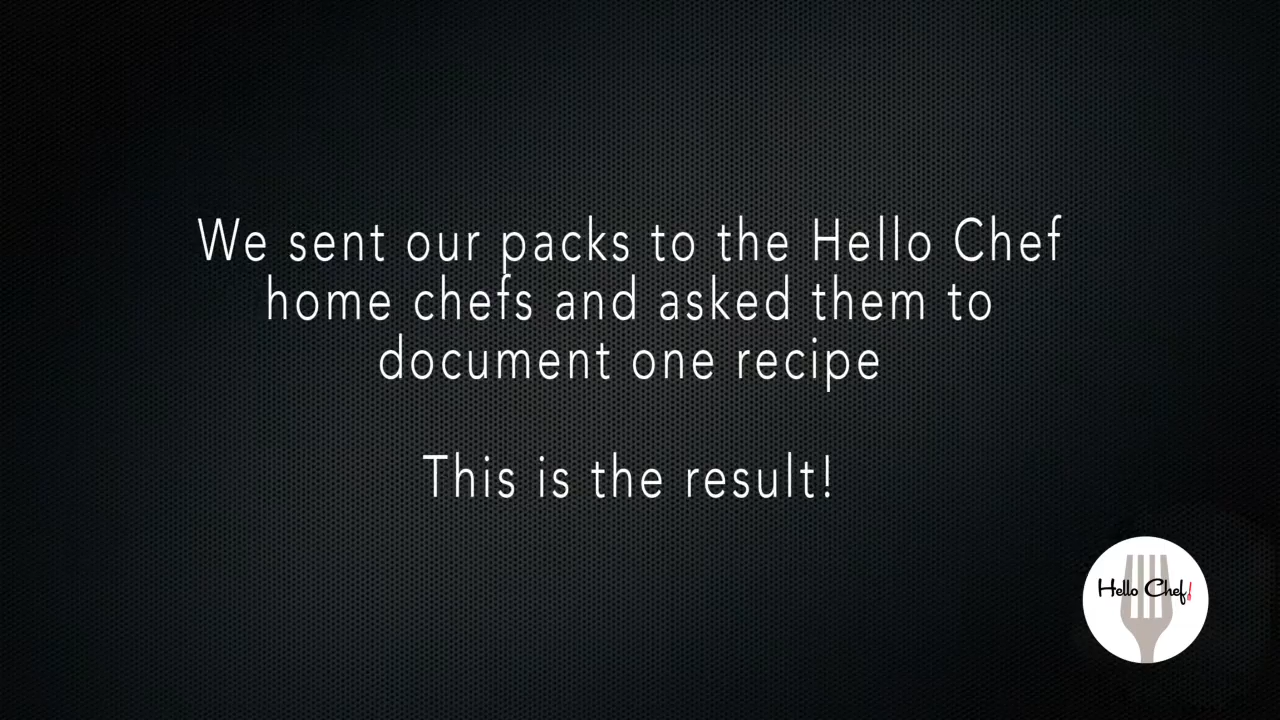 We sent our packs to the Hello Chef
home chefs and asked them to
document one recipe
This is the result!
Hello Chef!